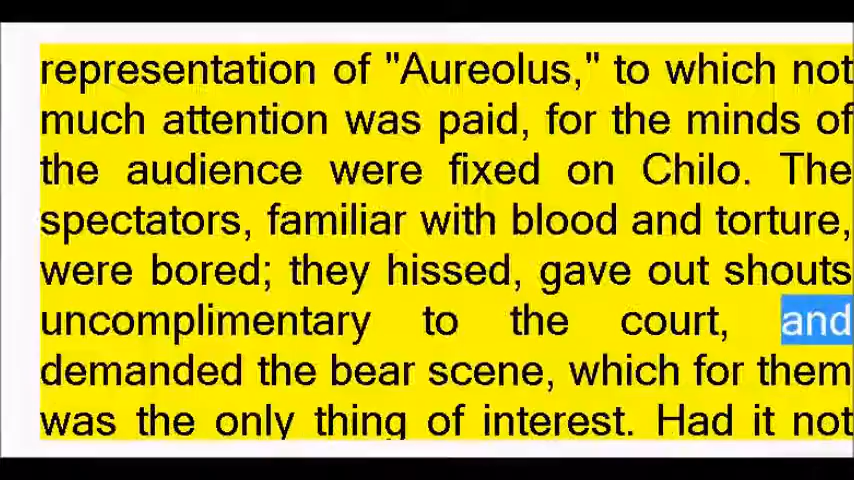 representation of "Aureolus," to which not
much attention was paid, for the minds of
the audience were fixed on Chilo. The
spectators, familiar with blood and torture,
were bored; they hissed, gave out shouts
uncomplimentary to the court, and
demanded the bear scene, which for them
was the only thing of interest. Had it not